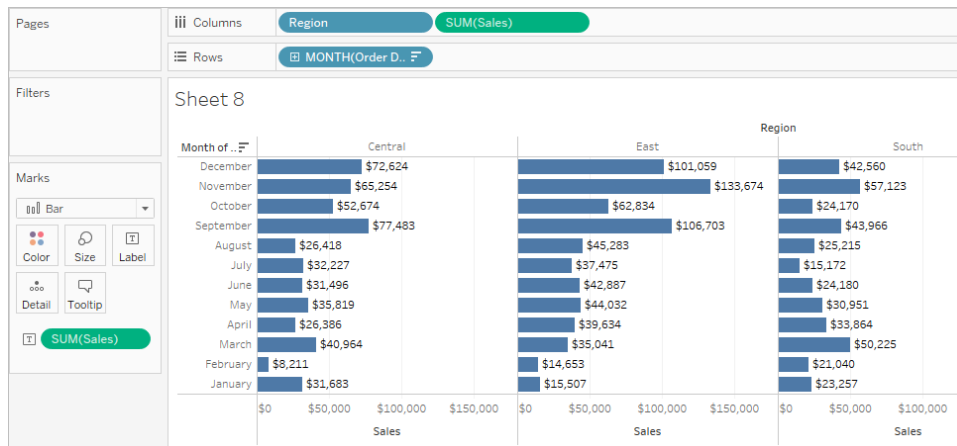 Pages
Columns
Region
SUM(Sales)
Rows
MONTH(Order D..
Filters
Sheet 8
Region
Month of ..
Central
East
South
December
$72,624
$101,059
$42,560
November
$65,254
$133,674
$57,123
October
$52,674
$62,834
$24,170
September
$77,483
$106,703
$43,966
August
$26,418
$45,283
$25,215
July
$32,227
$37,475
$15,172
June
$31,496
$42,887
$24,180
May
$35,819
$44,032
$30,951
April
$26,386
$39,634
$33,864
March
$40,964
$35,041
$50,225
February
$8,211
$14,653
$21,040
January
$31,683
$15,507
$23,257
$0 $50,000 $100,000 $150,000
$0 $50,000 $100,000 $150,000
$0 $50,000 $100,000
Sales
Sales
Sales
Marks
Bar
Color
Size
T
Label
Detail
Tooltip
T
SUM(Sales)